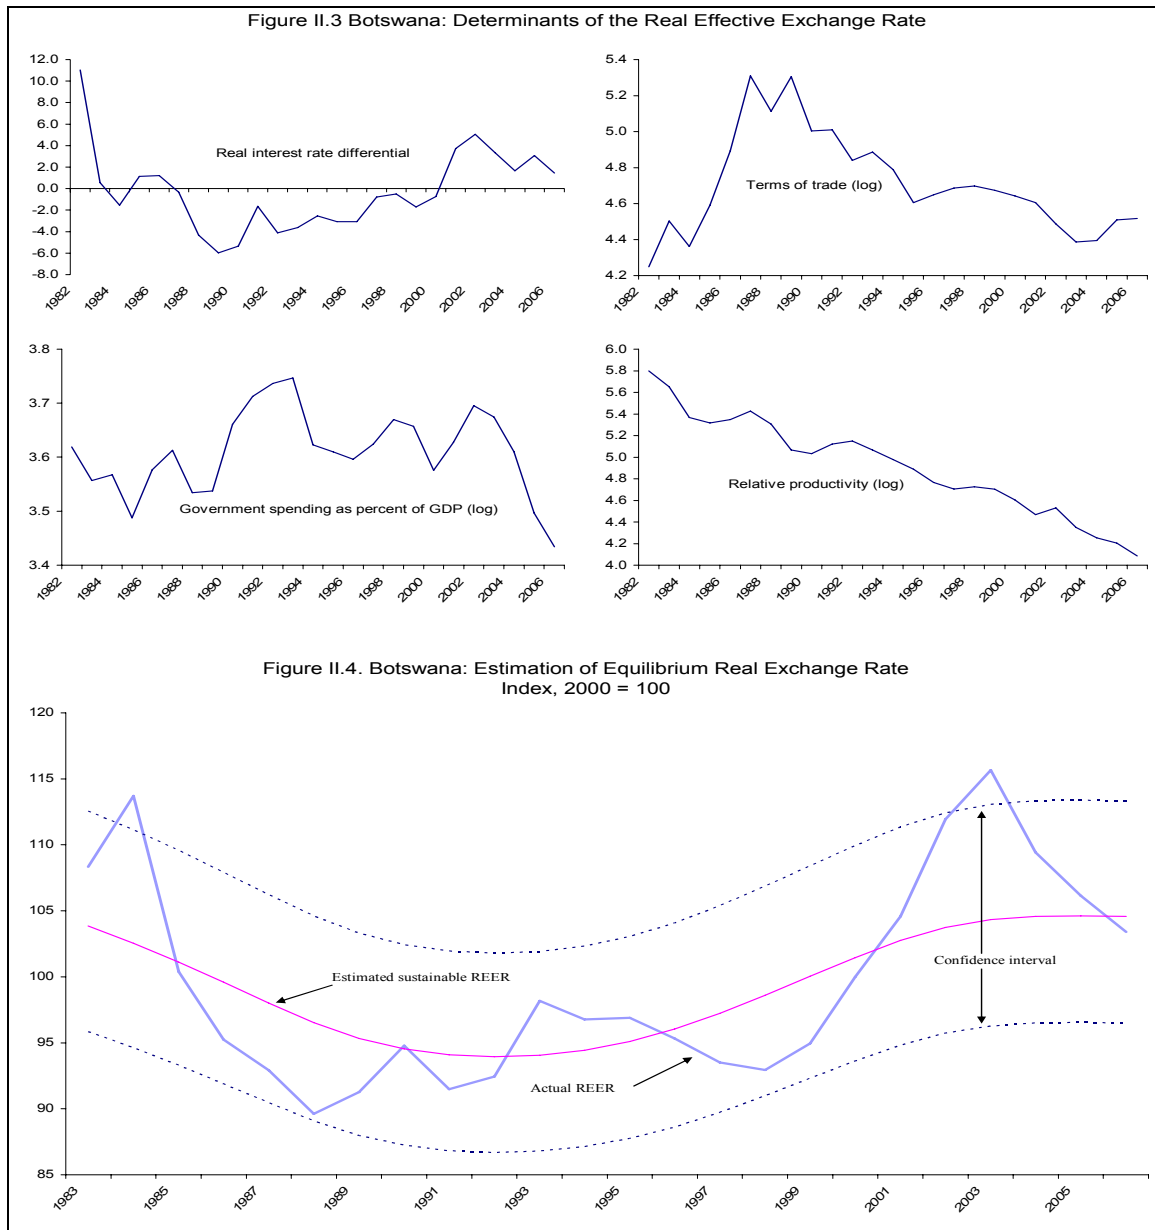 Figure II.3 Botswana: Determinants of the Real Effective Exchange Rate
12.0
10.0
8.0
6.0
4.0
2.0
0.0
-2.0
-4.0
-6.0
-8.0
Real interest rate differential
1982 1984 1986 1988 1990 1992 1994 1996 1998 2000 2002 2004 2006
5.4
5.2
5.0
4.8
4.6
4.4
4.2
Terms of trade (log)
1982 1984 1986 1988 1990 1992 1994 1996 1998 2000 2002 2004 2006
3.8
3.7
3.6
3.5
3.4
Government spending as percent of GDP (log)
1982 1984 1986 1988 1990 1992 1994 1996 1998 2000 2002 2004 2006
6.0
5.8
5.6
5.4
5.2
5.0
4.8
4.6
4.4
4.2
4.0
Relative productivity (log)
1982 1984 1986 1988 1990 1992 1994 1996 1998 2000 2002 2004 2006
Figure II.4. Botswana: Estimation of Equilibrium Real Exchange Rate
Index, 2000 = 100
120
115
110
105
100
95
90
85
Estimated sustainable REER
Confidence interval
Actual REER
1983 1985 1987 1989 1991 1993 1995 1997 1999 2001 2003 2005